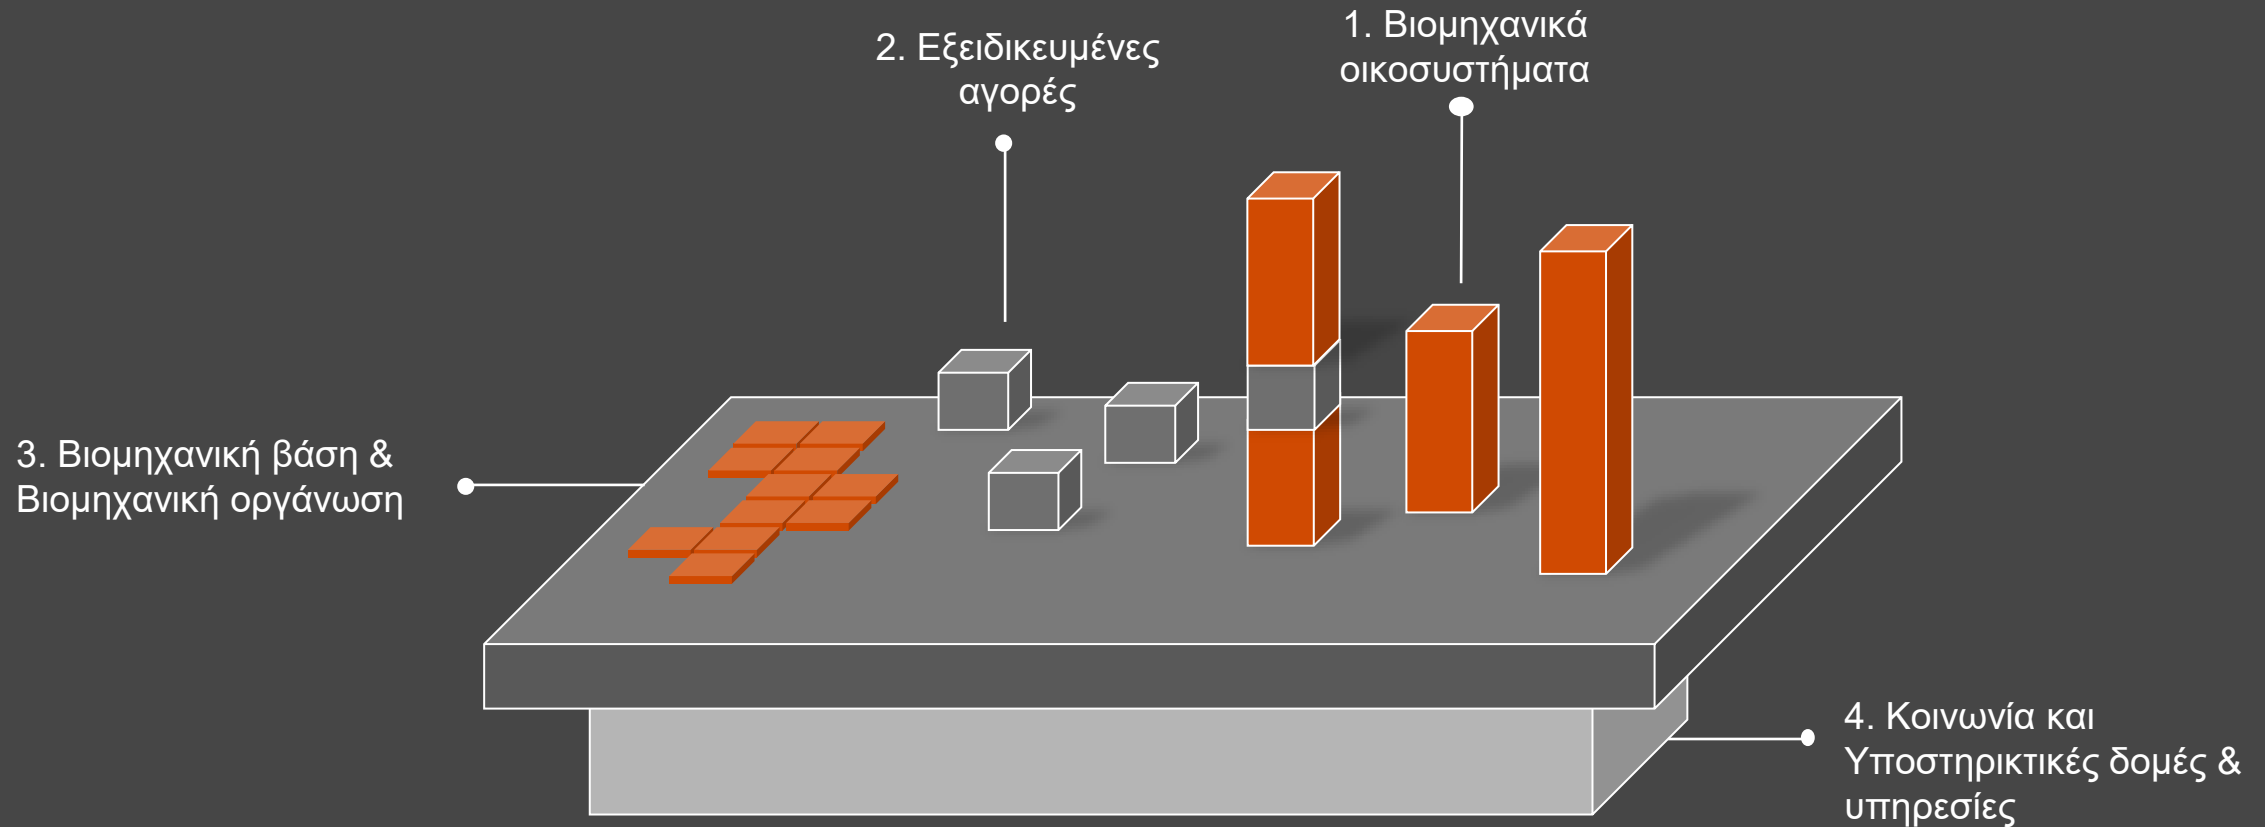 1. Βιομηχανικά
οικοσυστήματα
2. Εξειδικευμένες
αγορές
3. Βιομηχανική βάση &
Βιομηχανική οργάνωση
4. Κοινωνία και
Υποστηρικτικές δομές &
υπηρεσίες